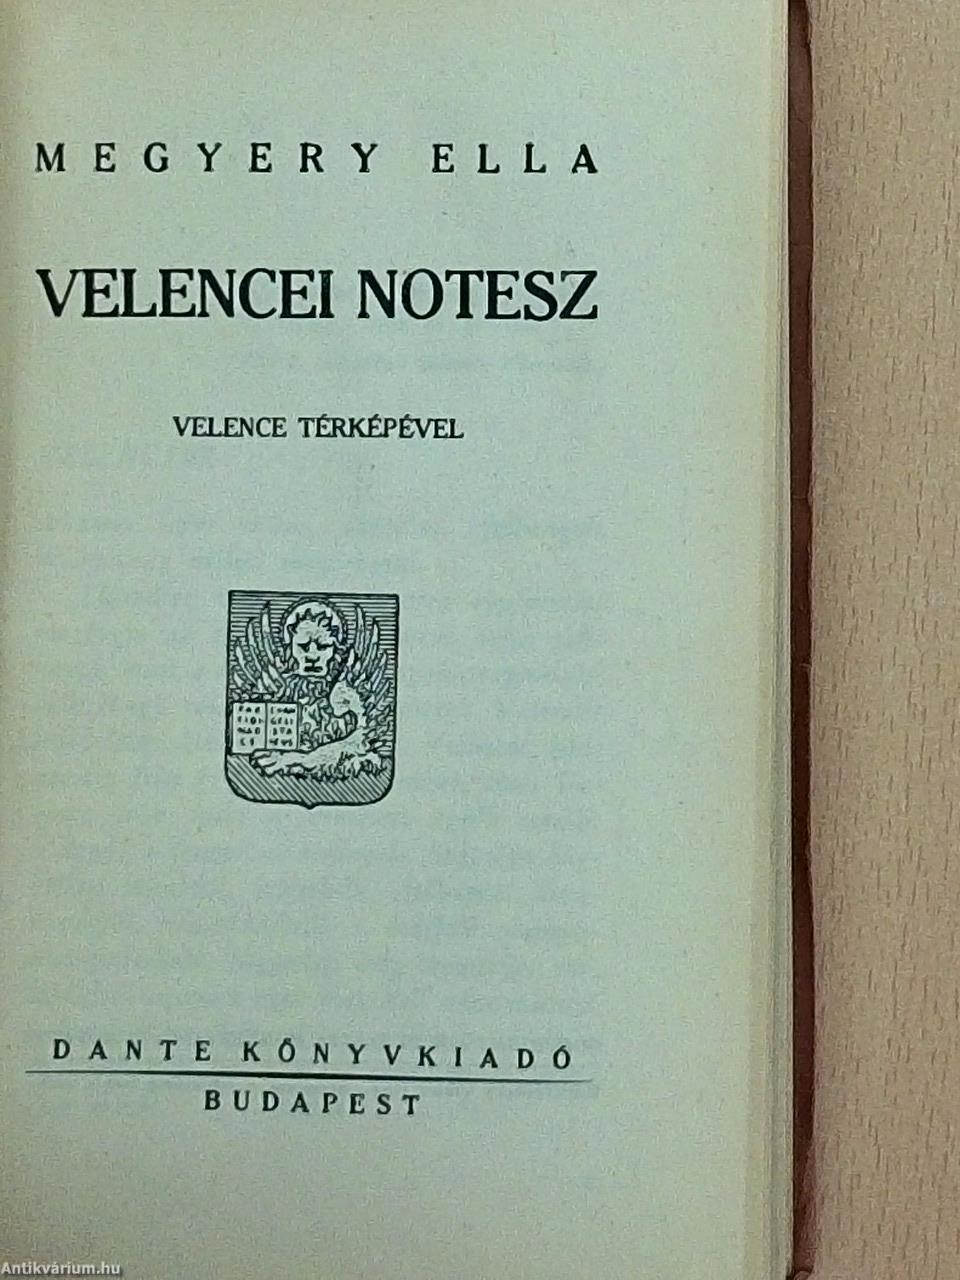 MEGYERY ELLA
VELENCEI NOTESZ
VELENCE TÉRKÉPÉVEL
DANTE KÖNYVKIADÓ
BUDAPEST
Antikvárium.hu